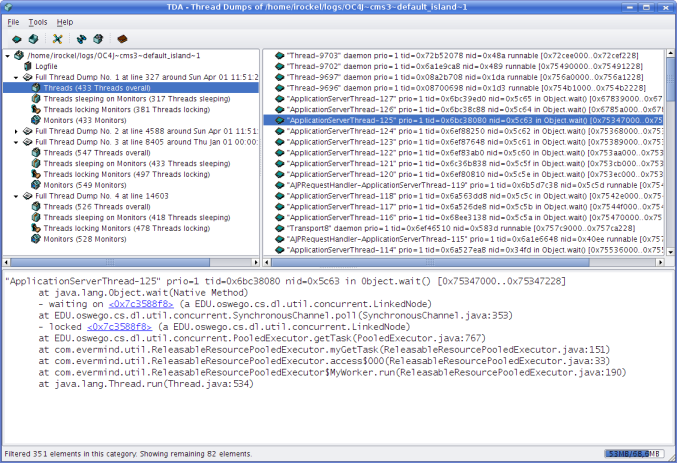 TDA - Thread Dumps of /home/irockel/logs/OC4J~cms3~default_island~1
File Tools Help
/home/irockel/logs/OC4J~cms3~default_island~1
Logfile
Full Thread Dump No. 1 at line 327 around Sun Apr 01 11:51:2
Threads (433 Threads overall)
Threads sleeping on Monitors (317 Threads sleeping)
Threads locking Monitors (381 Threads locking)
Monitors (433 Monitors)
Full Thread Dump No. 2 at line 4588 around Sun Apr 01 11:51:
Full Thread Dump No. 3 at line 8405 around Thu Jan 01 00:00:
Threads (547 Threads overall)
Threads sleeping on Monitors (433 Threads sleeping)
Threads locking Monitors (497 Threads locking)
Monitors (549 Monitors)
Full Thread Dump No. 4 at line 14603
Threads (526 Threads overall)
Threads sleeping on Monitors (418 Threads sleeping)
Threads locking Monitors (478 Threads locking)
Monitors (528 Monitors)
"Thread-9703" daemon prio=1 tid=0x72b52078 nid=0x48a runnable [0x72cee000..0x72cef228]
"Thread-9702" daemon prio=1 tid=0x6a1e9ca8 nid=0x489 runnable [0x75490000..0x75491228]
"Thread-9697" daemon prio=1 tid=0x08a2b708 nid=0x1da runnable [0x756a0000..0x756a1228]
"Thread-9696" daemon prio=1 tid=0x08700698 nid=0x1d3 runnable [0x754b1000..0x754b2228]
"ApplicationServerThread-127" prio=1 tid=0x6bc39ed0 nid=0x5c65 in Object.wait() [0x67839000..0x678
"ApplicationServerThread-126" prio=1 tid=0x6bc38c88 nid=0x5c64 in Object.wait() [0x6785a000..0x67
"ApplicationServerThread-125" prio=1 tid=0x6bc38080 nid=0x5c63 in Object.wait() [0x75347000..0x753
"ApplicationServerThread-124" prio=1 tid=0x6ef88250 nid=0x5c62 in Object.wait() [0x75368000..0x753
"ApplicationServerThread-123" prio=1 tid=0x6ef87648 nid=0x5c61 in Object.wait() [0x75389000..0x753
"ApplicationServerThread-122" prio=1 tid=0x6ef83ab0 nid=0x5c60 in Object.wait() [0x753aa000..0x753
"ApplicationServerThread-121" prio=1 tid=0x6c36b838 nid=0x5c5f in Object.wait() [0x753cb000..0x753
"ApplicationServerThread-120" prio=1 tid=0x6ef80810 nid=0x5c5e in Object.wait() [0x753ec000..0x753
"AJPRequestHandler-ApplicationServerThread-119" prio=1 tid=0x6b5d7c38 nid=0x5c5d runnable [0x754
"ApplicationServerThread-118" prio=1 tid=0x6a563dd8 nid=0x5c5c in Object.wait() [0x7542e000..0x75
"ApplicationServerThread-117" prio=1 tid=0x6a526de8 nid=0x5c5b in Object.wait() [0x7544f000..0x75
"ApplicationServerThread-116" prio=1 tid=0x68ee3138 nid=0x5c5a in Object.wait() [0x75470000..0x75
"Transport8" daemon prio=1 tid=0x6ef46510 nid=0x583d runnable [0x757c9000..0x757ca228]
"AJPRequestHandler-ApplicationServerThread-115" prio=1 tid=0x6a1e6648 nid=0x40ee runnable [0x757
"ApplicationServerThread-114" prio=1 tid=0x6a527ea8 nid=0x34fd in Object.wait() [0x75536000..0x755
"ApplicationServerThread-125" prio=1 tid=0x6bc38080 nid=0x5c63 in Object.wait() [0x75347000..0x75347228]
at java.lang.Object.wait(Native Method)
- waiting on <0x7c3588f8> (a EDU.oswego.cs.dl.util.concurrent.LinkedNode)
at EDU.oswego.cs.dl.util.concurrent.SynchronousChannel.poll(SynchronousChannel.java:353)
- locked <0x7c3588f8> (a EDU.oswego.cs.dl.util.concurrent.LinkedNode)
at EDU.oswego.cs.dl.util.concurrent.PooledExecutor.getTask(PooledExecutor.java:767)
at com.evermind.util.ReleasableResourcePooledExecutor.myGetTask(ReleasableResourcePooledExecutor.java:151)
at com.evermind.util.ReleasableResourcePooledExecutor.access$000(ReleasableResourcePooledExecutor.java:33)
at com.evermind.util.ReleasableResourcePooledExecutor$MyWorker.run(ReleasableResourcePooledExecutor.java:190)
at java.lang.Thread.run(Thread.java:534)
Filtered 351 elements in this category. Showing remaining 82 elements.
53MB/68,6MB